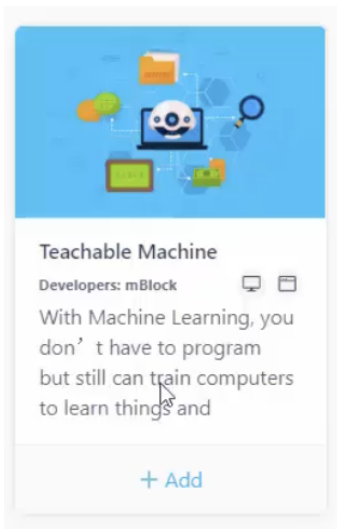 Teachable Machine
Developers: mBlock
With Machine Learning, you
don’t have to program
but still can train computers
to learn things and
+ Add